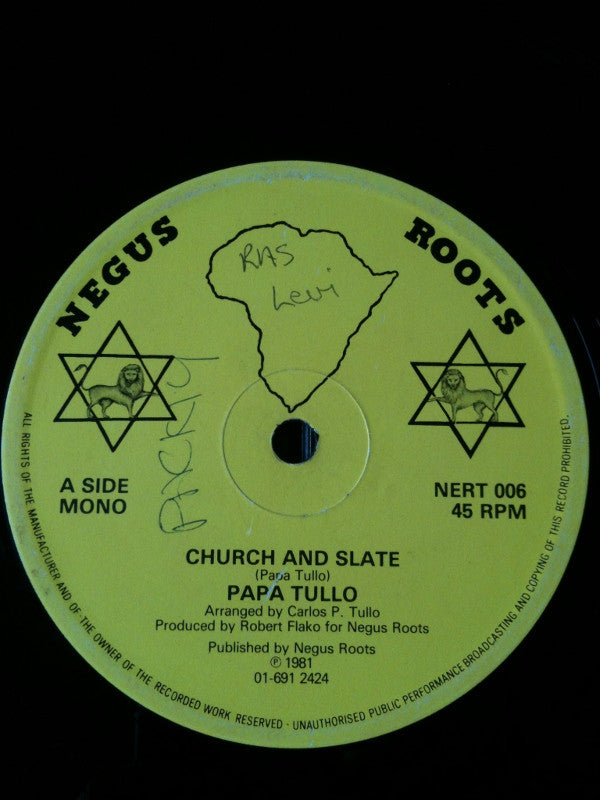 NEGUS ROOTS
RAS
Levi
A SIDE
MONO
NERT 006
45 RPM
CHURCH AND SLATE
(Papa Tullo)
PAPA TULLO
Arranged by Carlos P. Tullo
Produced by Robert Flako for Negus Roots
Published by Negus Roots
℗ 1981
01-691 2424
ALL RIGHTS OF THE MANUFACTURER AND OF THE OWNER OF THE RECORDED WORK RESERVED - UNAUTHORISED PUBLIC PERFORMANCE BROADCASTING AND COPYING OF THIS RECORD PROHIBITED.